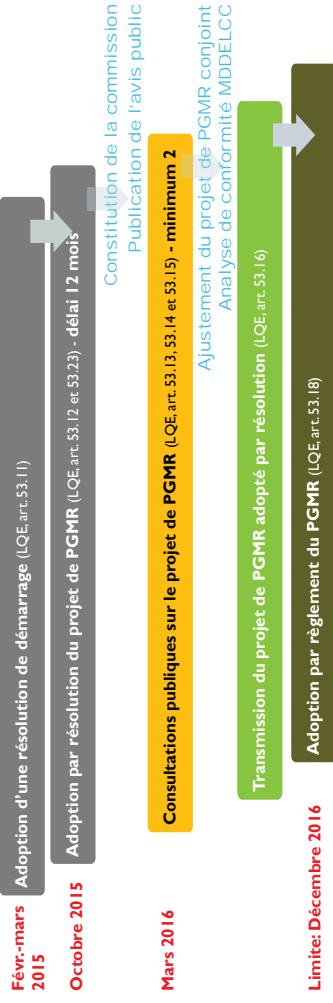 Févr.-mars
2015
Adoption d'une résolution de démarrage (LQE, art. 53.11)
Octobre 2015
Adoption par résolution du projet de PGMR (LQE, art. 53.12 et 53.23) - délai 12 mois
Constitution de la commission
Publication de l'avis public
Mars 2016
Consultations publiques sur le projet de PGMR (LQE, art. 53.13, 53.14 et 53.15) - minimum 2
Ajustement du projet de PGMR conjoint
Analyse de conformité MDDELCC
Transmission du projet de PGMR adopté par résolution (LQE, art. 53.16)
Limite: Décembre 2016
Adoption par règlement du PGMR (LQE, art. 53.18)